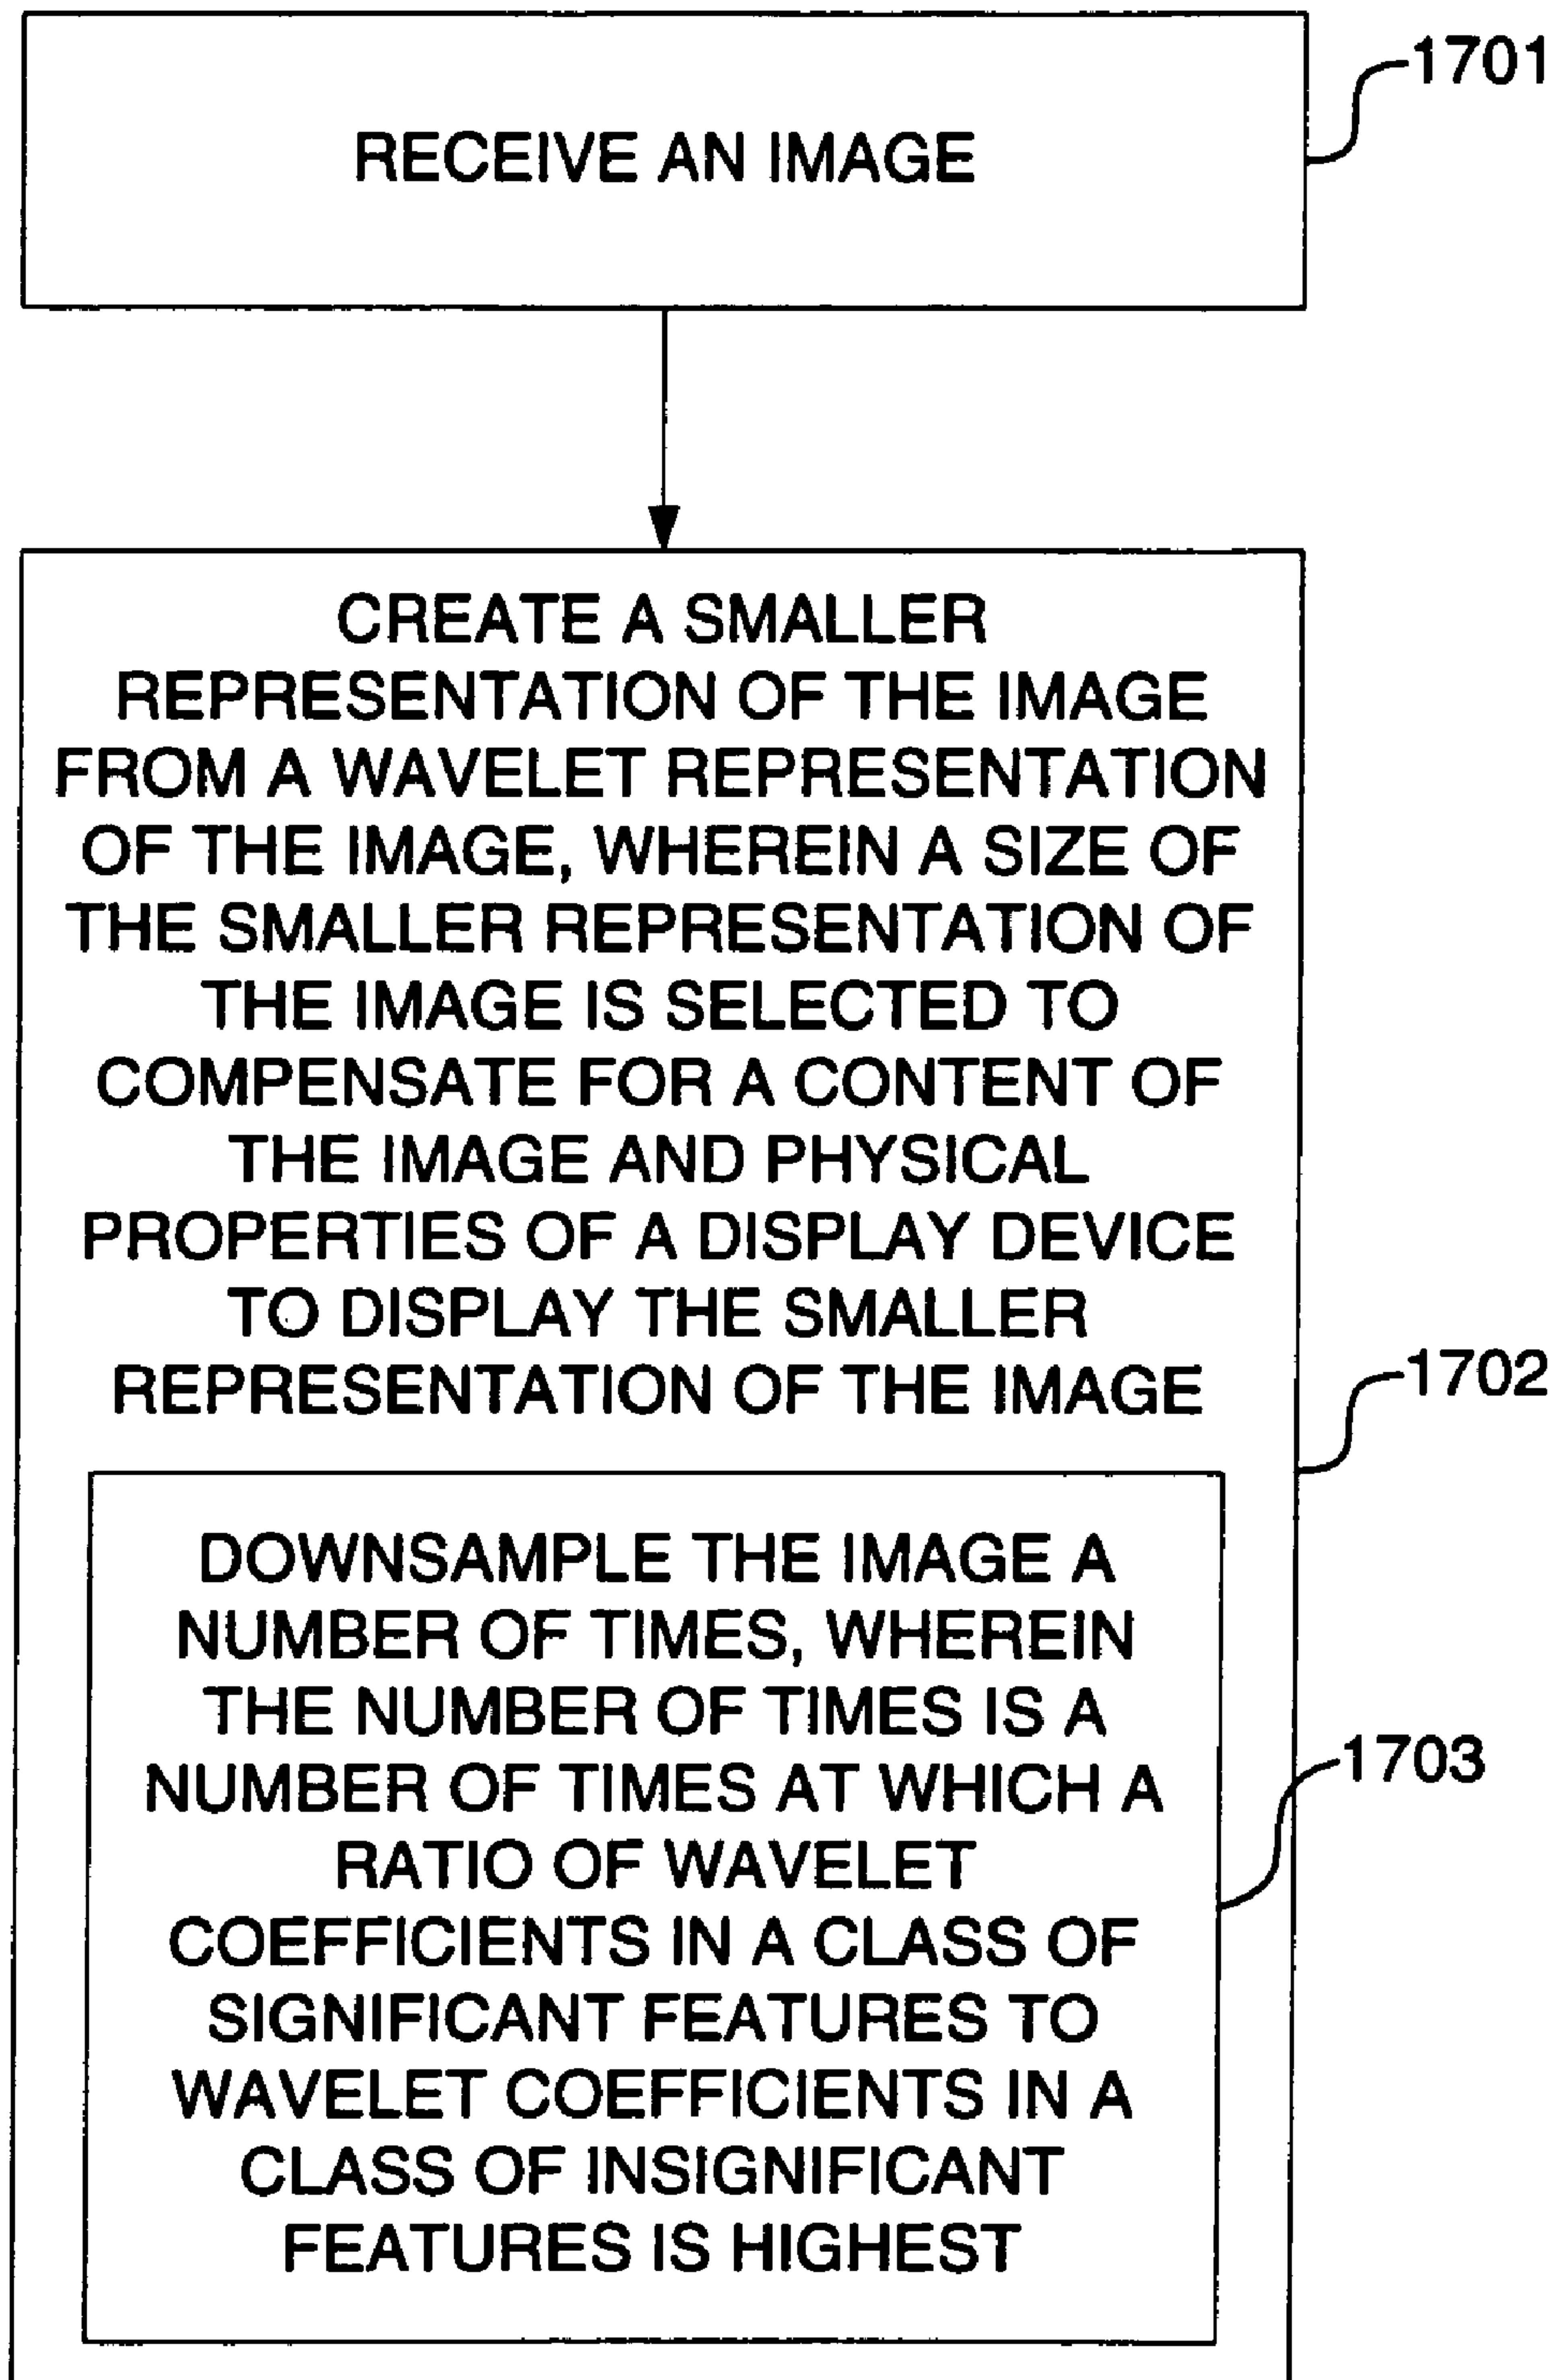 1701
RECEIVE AN IMAGE
CREATE A SMALLER
REPRESENTATION OF THE IMAGE
FROM A WAVELET REPRESENTATION
OF THE IMAGE, WHEREIN A SIZE OF
THE SMALLER REPRESENTATION OF
THE IMAGE IS SELECTED TO
COMPENSATE FOR A CONTENT OF
THE IMAGE AND PHYSICAL
PROPERTIES OF A DISPLAY DEVICE
TO DISPLAY THE SMALLER
REPRESENTATION OF THE IMAGE
1702
DOWNSAMPLE THE IMAGE A
NUMBER OF TIMES, WHEREIN
THE NUMBER OF TIMES IS A
NUMBER OF TIMES AT WHICH A
1703
RATIO OF WAVELET
COEFFICIENTS IN A CLASS OF
SIGNIFICANT FEATURES TO
WAVELET COEFFICIENTS IN A
CLASS OF INSIGNIFICANT
FEATURES IS HIGHEST